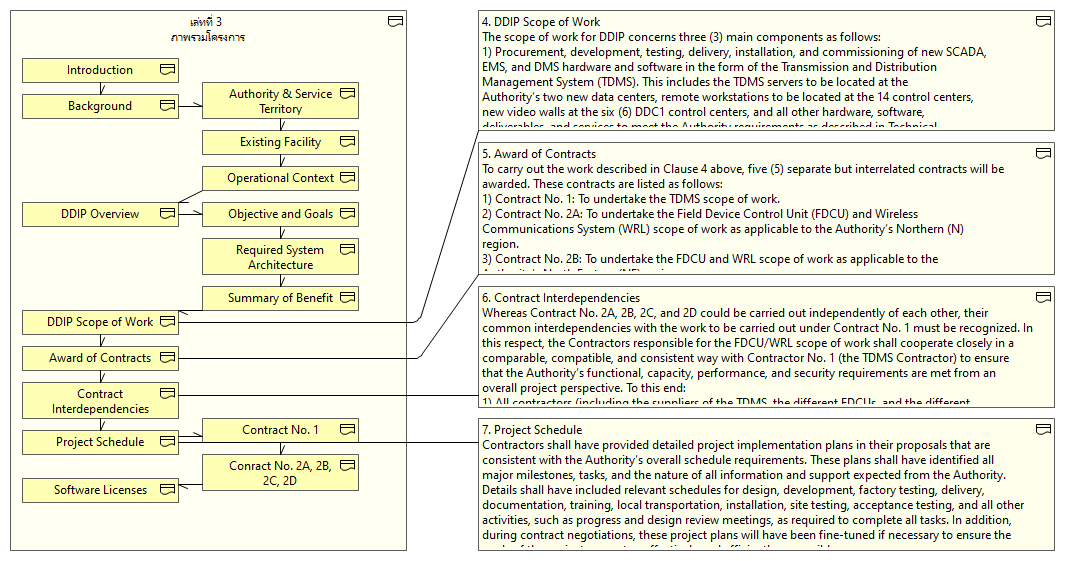 เล่มที่ 3
ภาพรวมโครงการ
Introduction
Background
Authority & Service
Territory
Existing Facility
Operational Context
DDIP Overview
Objective and Goals
Required System
Architecture
Summary of Benefit
DDIP Scope of Work
Award of Contracts
Contract
Interdependencies
Project Schedule
Contract No. 1
Conract No. 2A, 2B,
2C, 2D
Software Licenses
4. DDIP Scope of Work
The scope of work for DDIP concerns three (3) main components as follows:
1) Procurement, development, testing, delivery, installation, and commissioning of new SCADA,
EMS, and DMS hardware and software in the form of the Transmission and Distribution
Management System (TDMS). This includes the TDMS servers to be located at the
Authority's two new data centers, remote workstations to be located at the 14 control centers,
new video walls at the six (6) DDC1 control centers, and all other hardware, software,
deliverables, and services to meet the Authority requirements as described in Technical
5. Award of Contracts
To carry out the work described in Clause 4 above, five (5) separate but interrelated contracts will be
awarded. These contracts are listed as follows:
1) Contract No. 1: To undertake the TDMS scope of work.
2) Contract No. 2A: To undertake the Field Device Control Unit (FDCU) and Wireless
Communications System (WRL) scope of work as applicable to the Authority's Northern (N)
region.
3) Contract No. 2B: To undertake the FDCU and WRL scope of work as applicable to the
6. Contract Interdependencies
Whereas Contract No. 2A, 2B, 2C, and 2D could be carried out independently of each other, their
common interdependencies with the work to be carried out under Contract No. 1 must be recognized. In
this respect, the Contractors responsible for the FDCU/WRL scope of work shall cooperate closely in a
comparable, compatible, and consistent way with Contractor No. 1 (the TDMS Contractor) to ensure
that the Authority's functional, capacity, performance, and security requirements are met from an
overall project perspective. To this end:
1) All contractors (including the suppliers of the TDMS, the different FDCUs, and the different
7. Project Schedule
Contractors shall have provided detailed project implementation plans in their proposals that are
consistent with the Authority's overall schedule requirements. These plans shall have identified all
major milestones, tasks, and the nature of all information and support expected from the Authority.
Details shall have included relevant schedules for design, development, factory testing, delivery,
documentation, training, local transportation, installation, site testing, acceptance testing, and all other
activities, such as progress and design review meetings, as required to complete all tasks. In addition,
during contract negotiations, these project plans will have been fine-tuned if necessary to ensure the